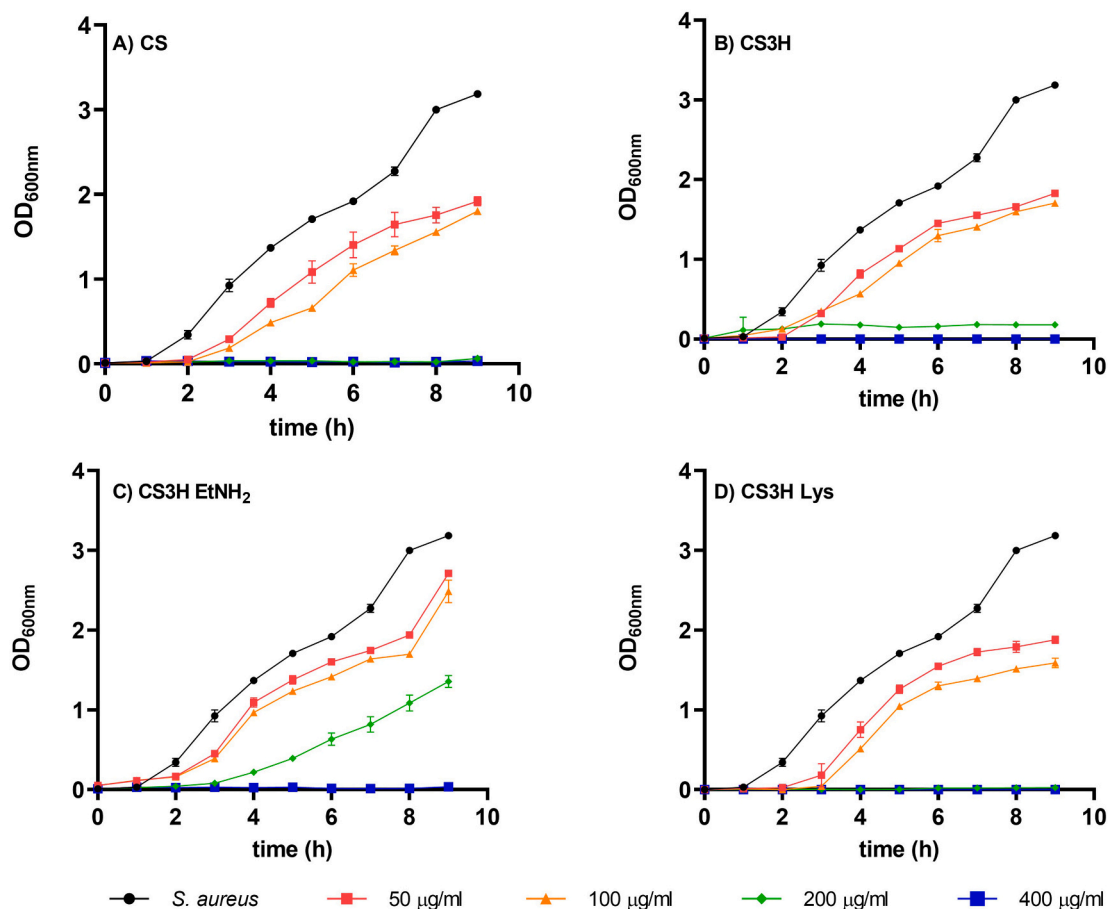 A) CS
4
3
2
1
0
OD600nm
0 2 4 6 8 10
time (h)
B) CS3H
4
3
2
1
0
OD600nm
0 2 4 6 8 10
time (h)
C) CS3H EtNH2
4
3
2
1
0
OD600nm
0 2 4 6 8 10
time (h)
D) CS3H Lys
4
3
2
1
0
OD600nm
0 2 4 6 8 10
time (h)
S. aureus 50 μg/ml 100 μg/ml 200 μg/ml 400 μg/ml